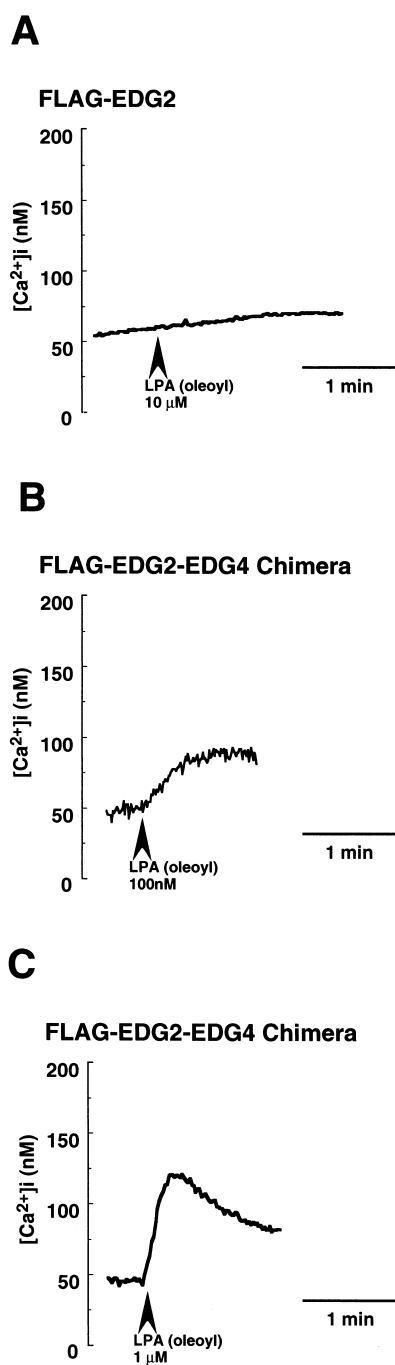 A
FLAG-EDG2
200
150
100
50
0
[Ca2+]i (nM)
LPA (oleoyl)
10 µM
1 min
B
FLAG-EDG2-EDG4 Chimera
200
150
100
50
0
[Ca2+]i (nM)
LPA (oleoyl)
100nM
1 min
C
FLAG-EDG2-EDG4 Chimera
200
150
100
50
0
[Ca2+]i (nM)
LPA (oleoyl)
1 µM
1 min